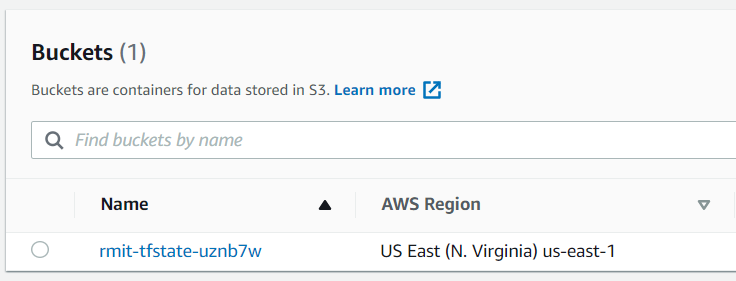 Buckets (1)
Buckets are containers for data stored in S3. Learn more
Find buckets by name
Name AWS Region
rmit-tfstate-uznb7w US East (N. Virginia) us-east-1